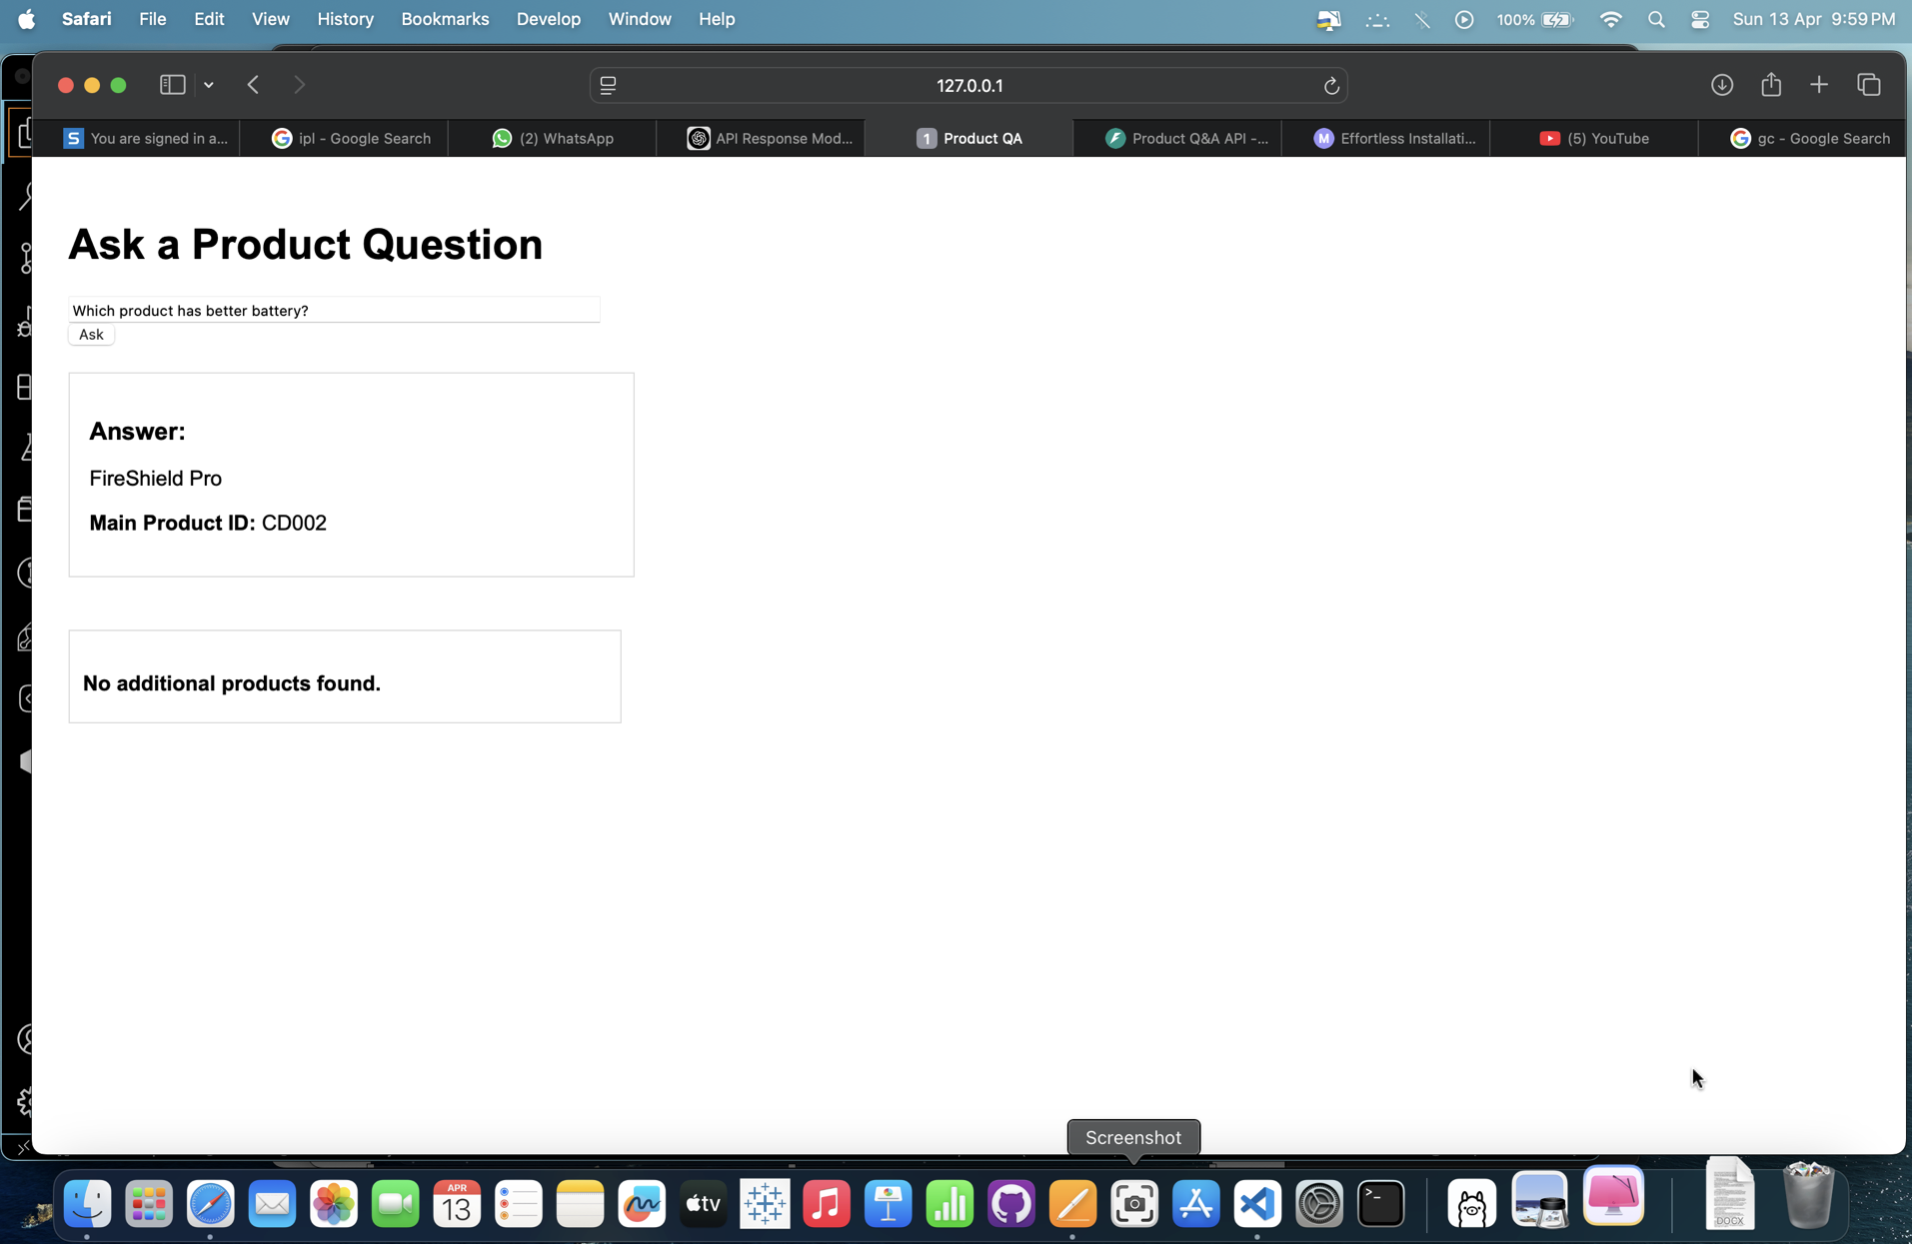 Safari File Edit View History Bookmarks Develop Window Help 100% Sun 13 Apr 9:59 PM
127.0.0.1
S You are signed in a... ipl - Google Search (2) WhatsApp API Response Mod... 1 Product QA Product Q&A API -... M Effortless Installati... (5) YouTube gc - Google Search
Ask a Product Question
Which product has better battery?
Ask
Answer:
FireShield Pro
Main Product ID: CD002
No additional products found.
Screenshot
APR
13
tv
DOCX